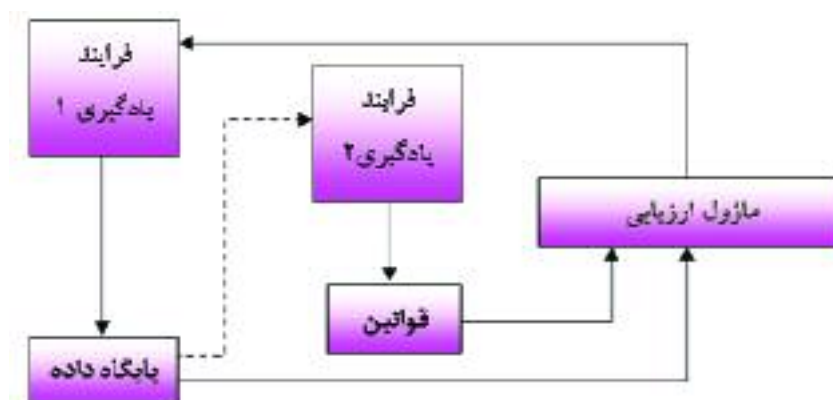 فرایند
یادگیری ۱
فرایند
یادگیری۲
ماژول ارزیابی
قوانین
پایگاه داده